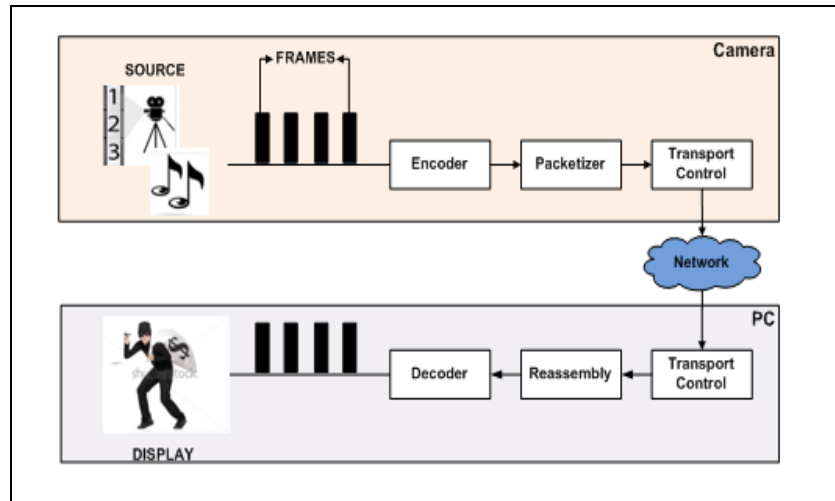 Camera
SOURCE
FRAMES
1
2
3
Encoder
Packetizer
Transport
Control
Network
PC
$
Decoder
Reassembly
Transport
Control
DISPLAY